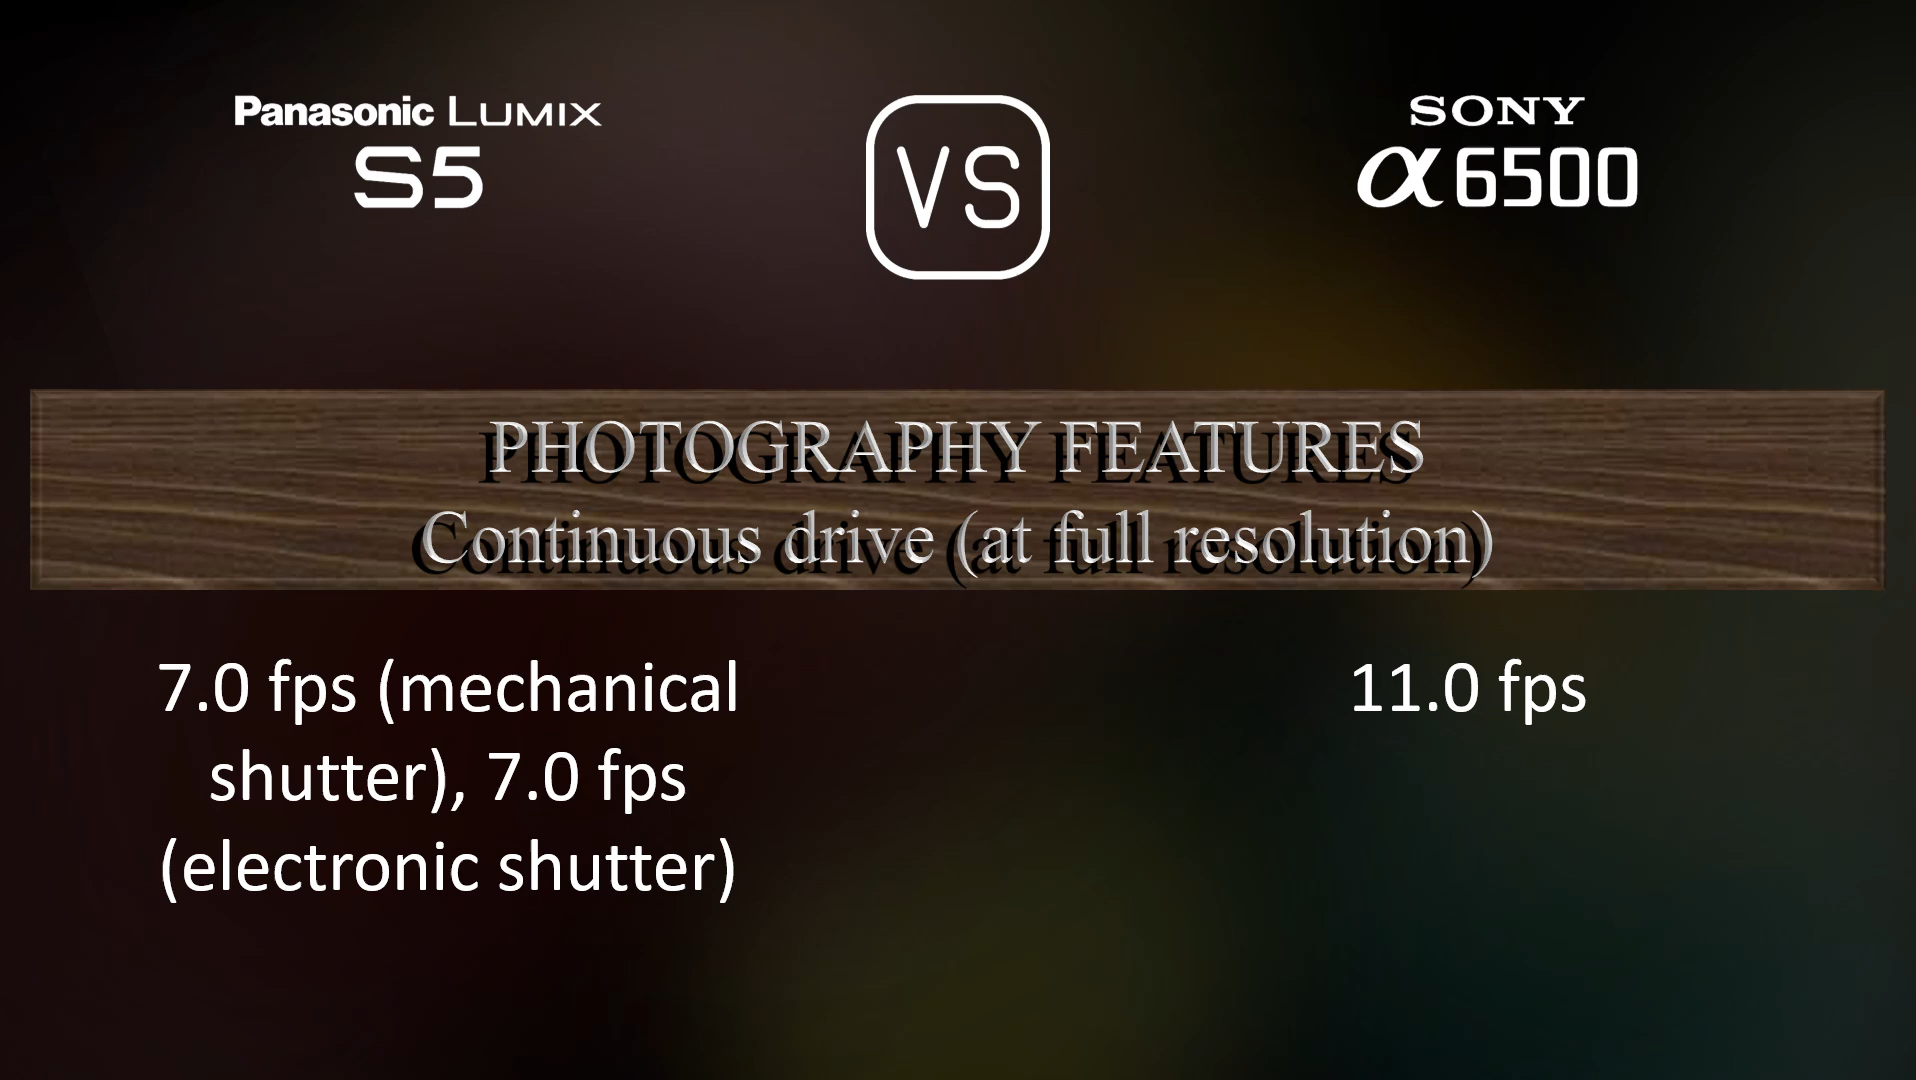 Panasonic LUMIX
S5
VS
SONY
α6500
PHOTOGRAPHY FEATURES
Continuous drive (at full resolution)
7.0 fps (mechanical
shutter), 7.0 fps
(electronic shutter)
11.0 fps